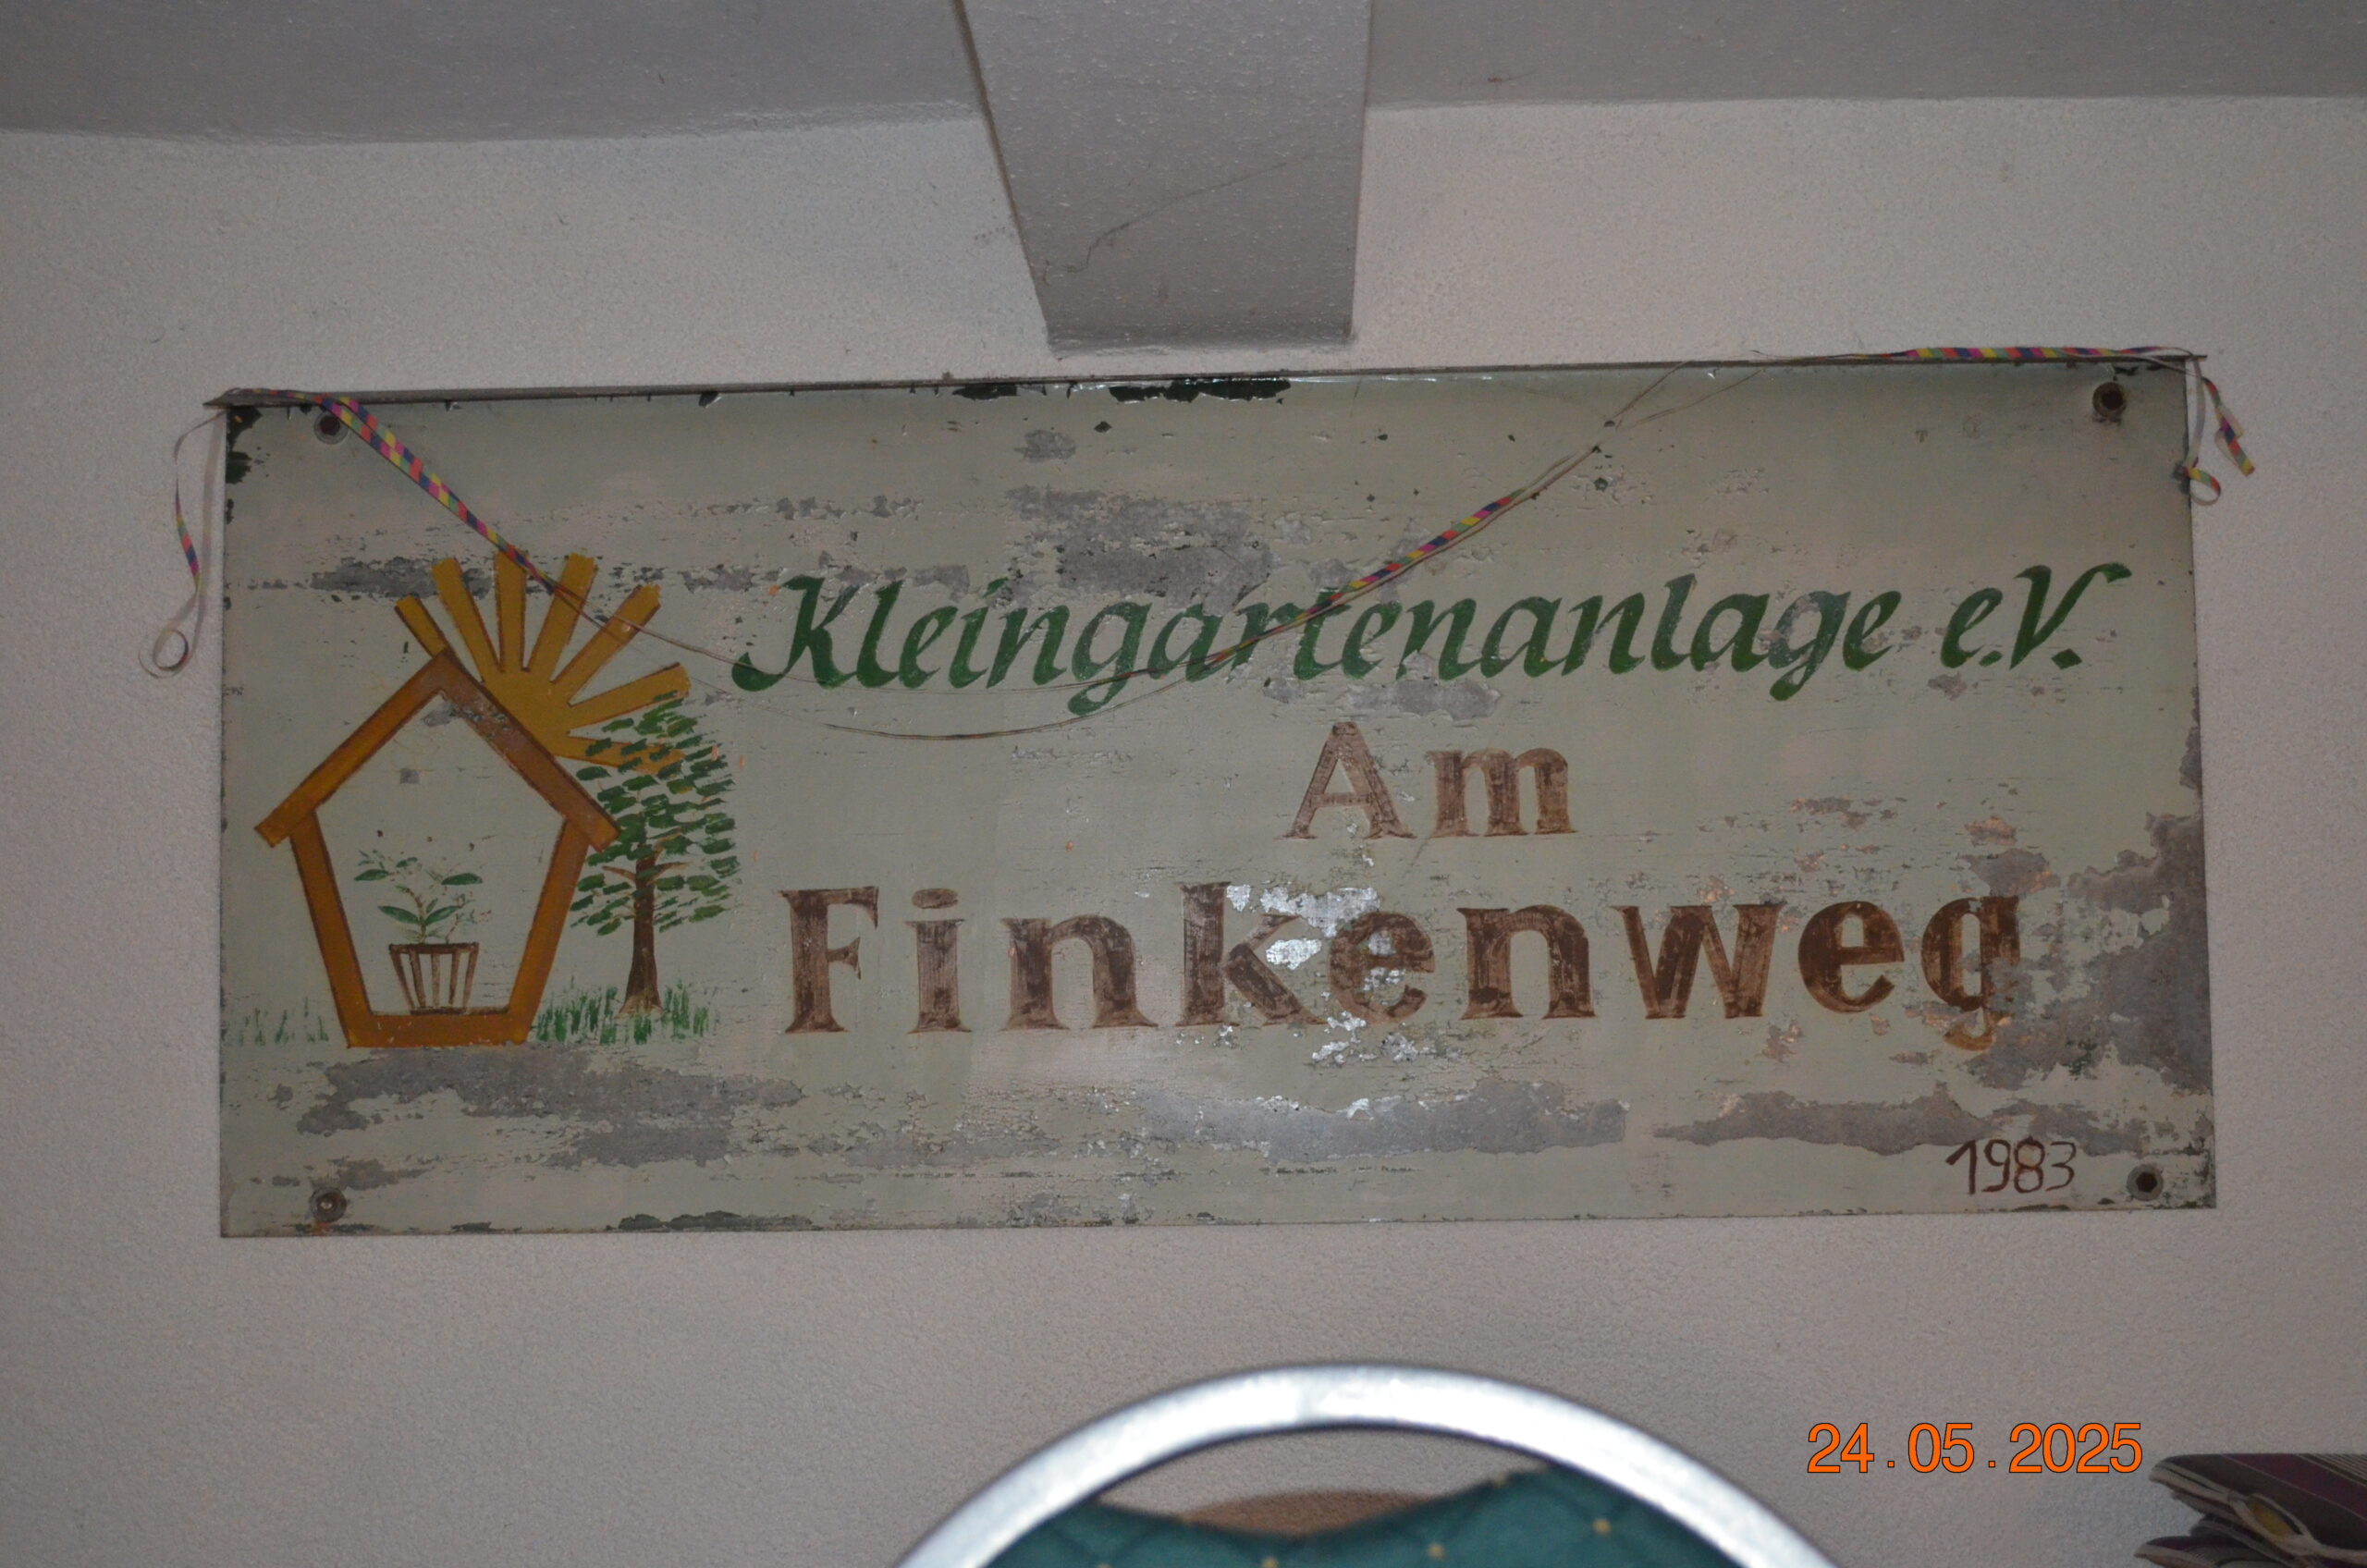 Kleingartenanlage e.V.
Am
Finkenweg
1983
24.05.2025